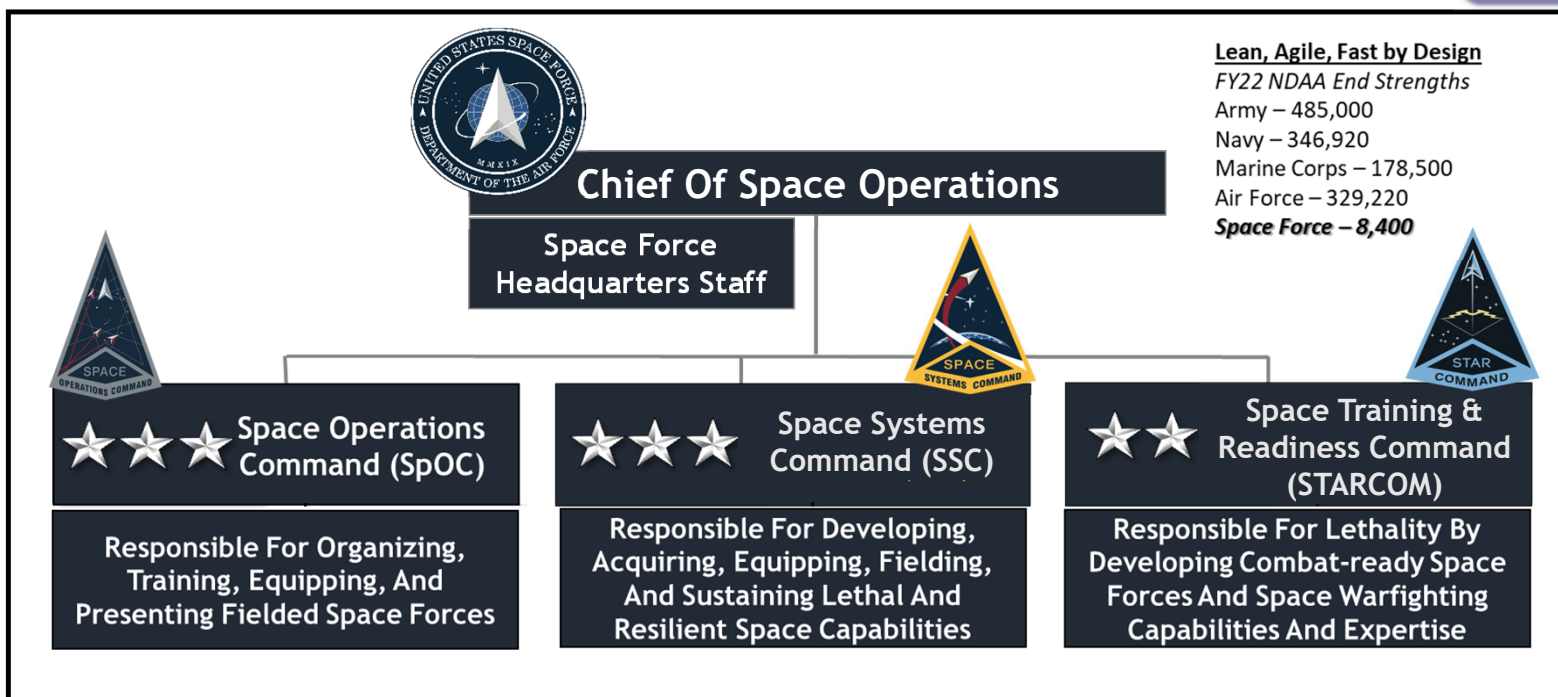 UNITED STATES SPACE FORCE
DEPARTMENT OF THE AIR FORCE
MMXIX
Lean, Agile, Fast by Design
FY22 NDAA End Strengths
Army – 485,000
Navy – 346,920
Marine Corps – 178,500
Air Force – 329,220
Space Force – 8,400
Chief Of Space Operations
Space Force
Headquarters Staff
SPACE
OPERATIONS COMMAND
SPACE
SYSTEMS COMMAND
STAR
COMMAND
Space Operations
Command (SpOC)
Space Systems
Command (SSC)
Space Training &
Readiness Command
(STARCOM)
Responsible For Organizing,
Training, Equipping, And
Presenting Fielded Space Forces
Responsible For Developing,
Acquiring, Equipping, Fielding,
And Sustaining Lethal And
Resilient Space Capabilities
Responsible For Lethality By
Developing Combat-ready Space
Forces And Space Warfighting
Capabilities And Expertise